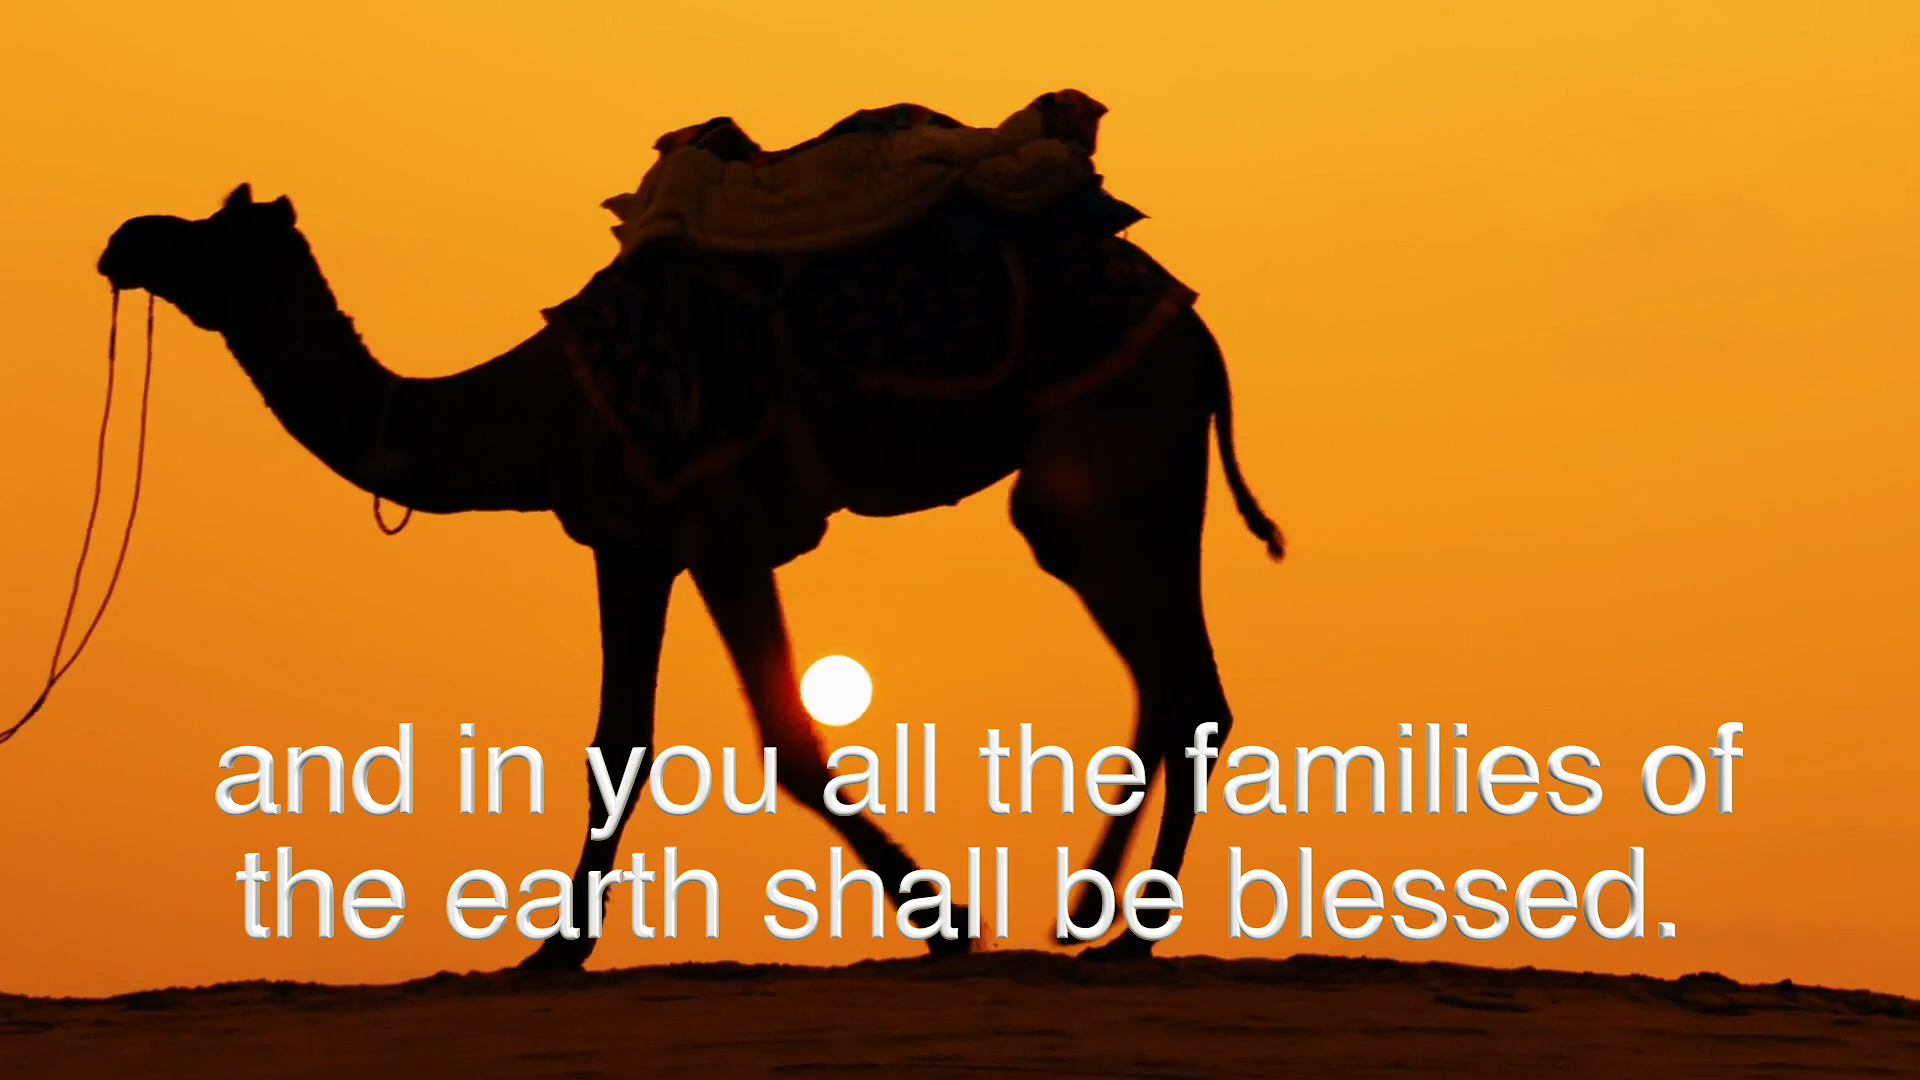 and in you all the families of
the earth shall be blessed.